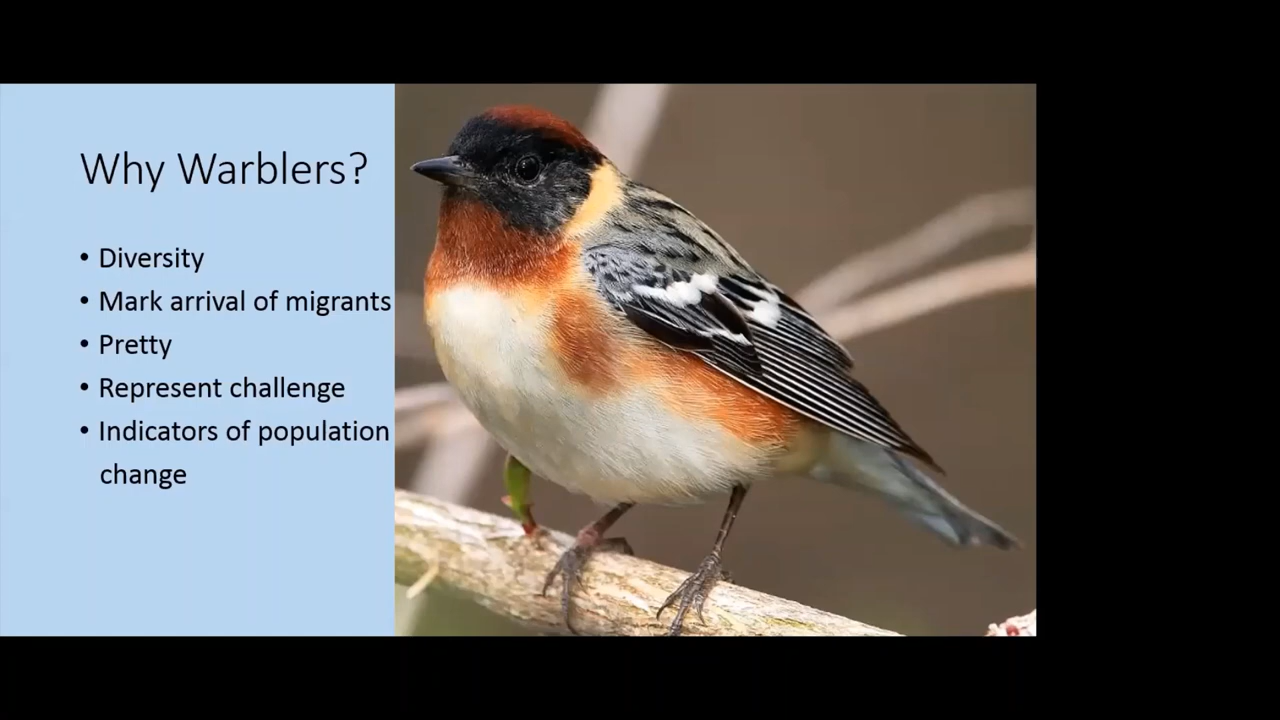 Why Warblers?
• Diversity
• Mark arrival of migrants
• Pretty
• Represent challenge
• Indicators of population
change